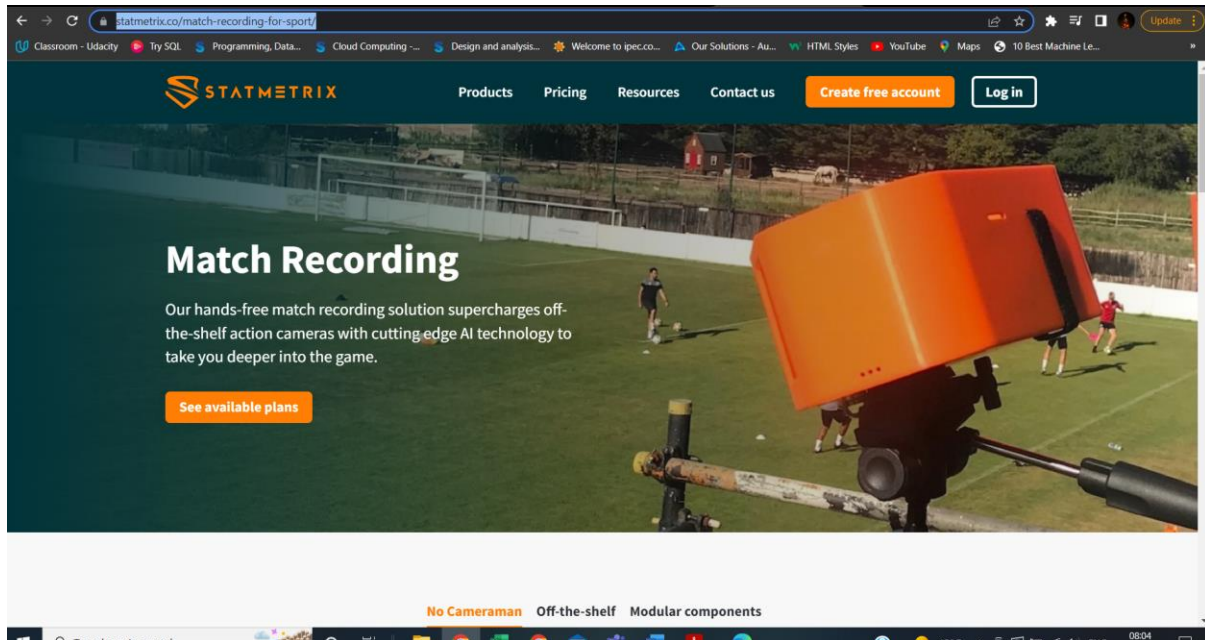 statmetrix.co/match-recording-for-sport/
Update
Classroom - Udacity Try SQL Programming, Data... Cloud Computing -... Design and analysis... Welcome to ipec.co... Our Solutions - Au... HTML Styles YouTube Maps 10 Best Machine Le... »
STATMETRIX Products Pricing Resources Contact us Create free account Log in
Match Recording
Our hands-free match recording solution supercharges off-
the-shelf action cameras with cutting edge AI technology to
take you deeper into the game.
See available plans
No Cameraman Off-the-shelf Modular components
08:04